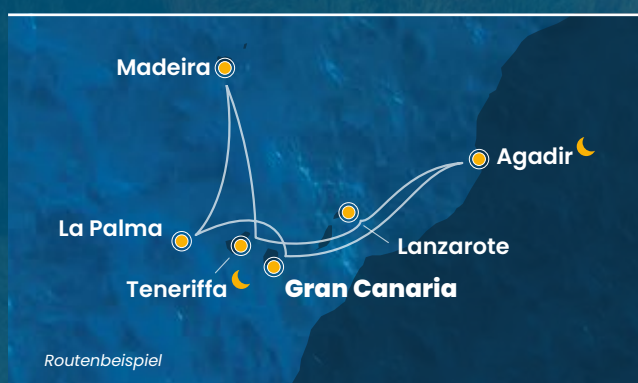 Madeira
Agadir
La Palma
Lanzarote
Teneriffa
Gran Canaria
Routenbeispiel